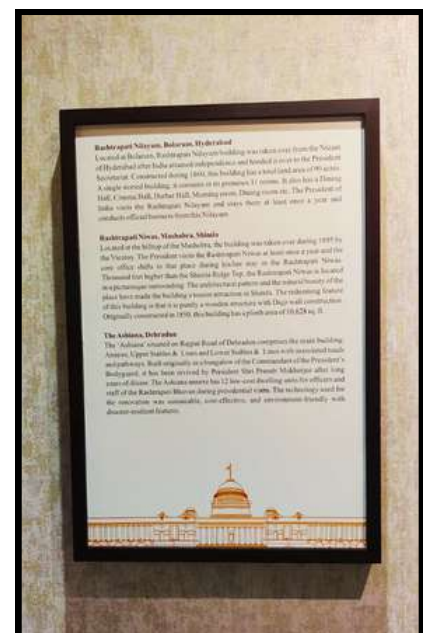 Rashtrapati Nilayam, Bolaram, Hyderabad
Located at Bolaram, Rashtrapati Nilayam building was taken over from the Nizam
of Hyderabad after India attained independence and handed over to the President
Secretariat. Constructed during 1860, this building has a total land area of 90 acres.
A single storied building, it contains in its premises 11 rooms. It also has a Dining
Hall, Cinema Hall, Durbar Hall, Morning room, Dining room etc. The President of
India visits the Rashtrapati Nilayam and stays there at least once a year and
conducts official business from this Nilayam
Rashtrapati Niwas, Mashobra, Shimla
Located at the hilltop of the Mashobra, the building was taken over during 1895 by
the Viceroy. The President visits the Rashtrapati Niwas at least once a year and the
core office shifts to that place during his/her stay in the Rashtrapati Niwas.
Thousand feet higher than the Shimla Ridge Top, the Rashtrapati Niwas is located
in a picturesque surrounding. The architectural pattern and the natural beauty of the
place have made the building a tourist attraction in Shimla. The redeeming feature
of this building is that it is purely a wooden structure with Dhajji wall construction.
Originally constructed in 1850, this building has a plinth area of 10,628 sq. ft.
The Ashiana, Dehradun
The 'Ashiana' situated on Rajpur Road of Dehradun comprises the main building:
Annexe, Upper Stables & Lines and Lower Stables & Lines with associated roads
and pathways. Built originally as a bungalow of the Commandant of the President's
Bodyguard, it has been revived by President Shri Pranab Mukherjee after long
years of disuse. The Ashiana annexe has 12 low-cost dwelling units for officers and
staff of the Rashtrapati Bhavan during presidential visits. The technology used for
the renovation was sustainable, cost-effective, and environment-friendly with
disaster-resilient features.